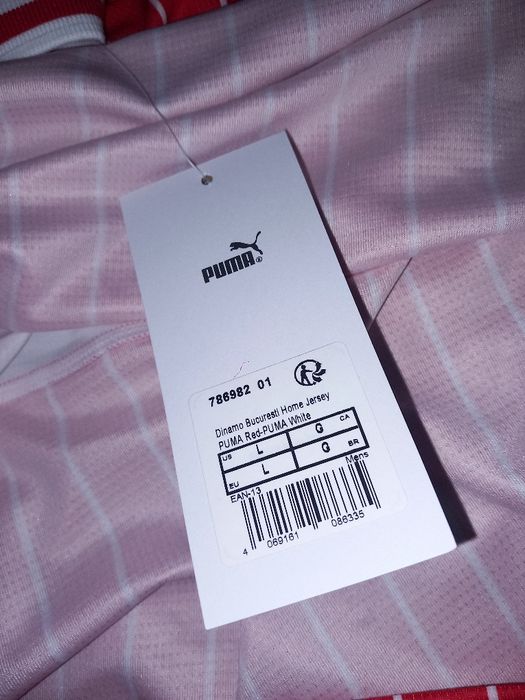 PUMA®
786982 01
Dinamo Bucuresti Home Jersey
PUMA Red-PUMA White
US L G CA
EU L G BR
EAN-13 Mens
4 069161 086335